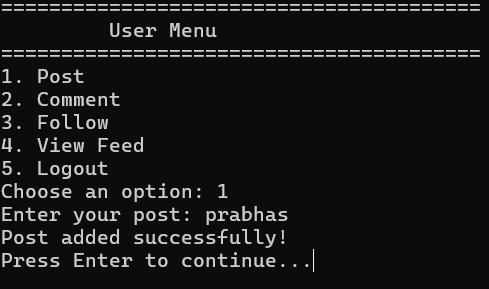 ========================================
User Menu
========================================
1. Post
2. Comment
3. Follow
4. View Feed
5. Logout
Choose an option: 1
Enter your post: prabhas
Post added successfully!
Press Enter to continue...